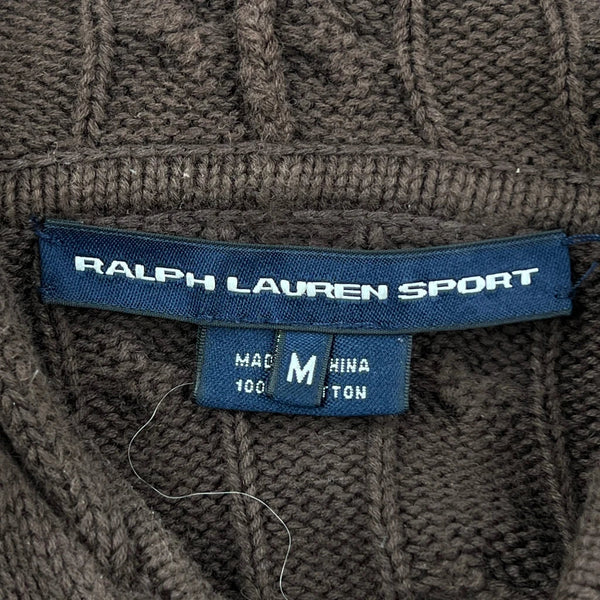 RALPH LAUREN SPORT
M
MAD HINA
100 TTON